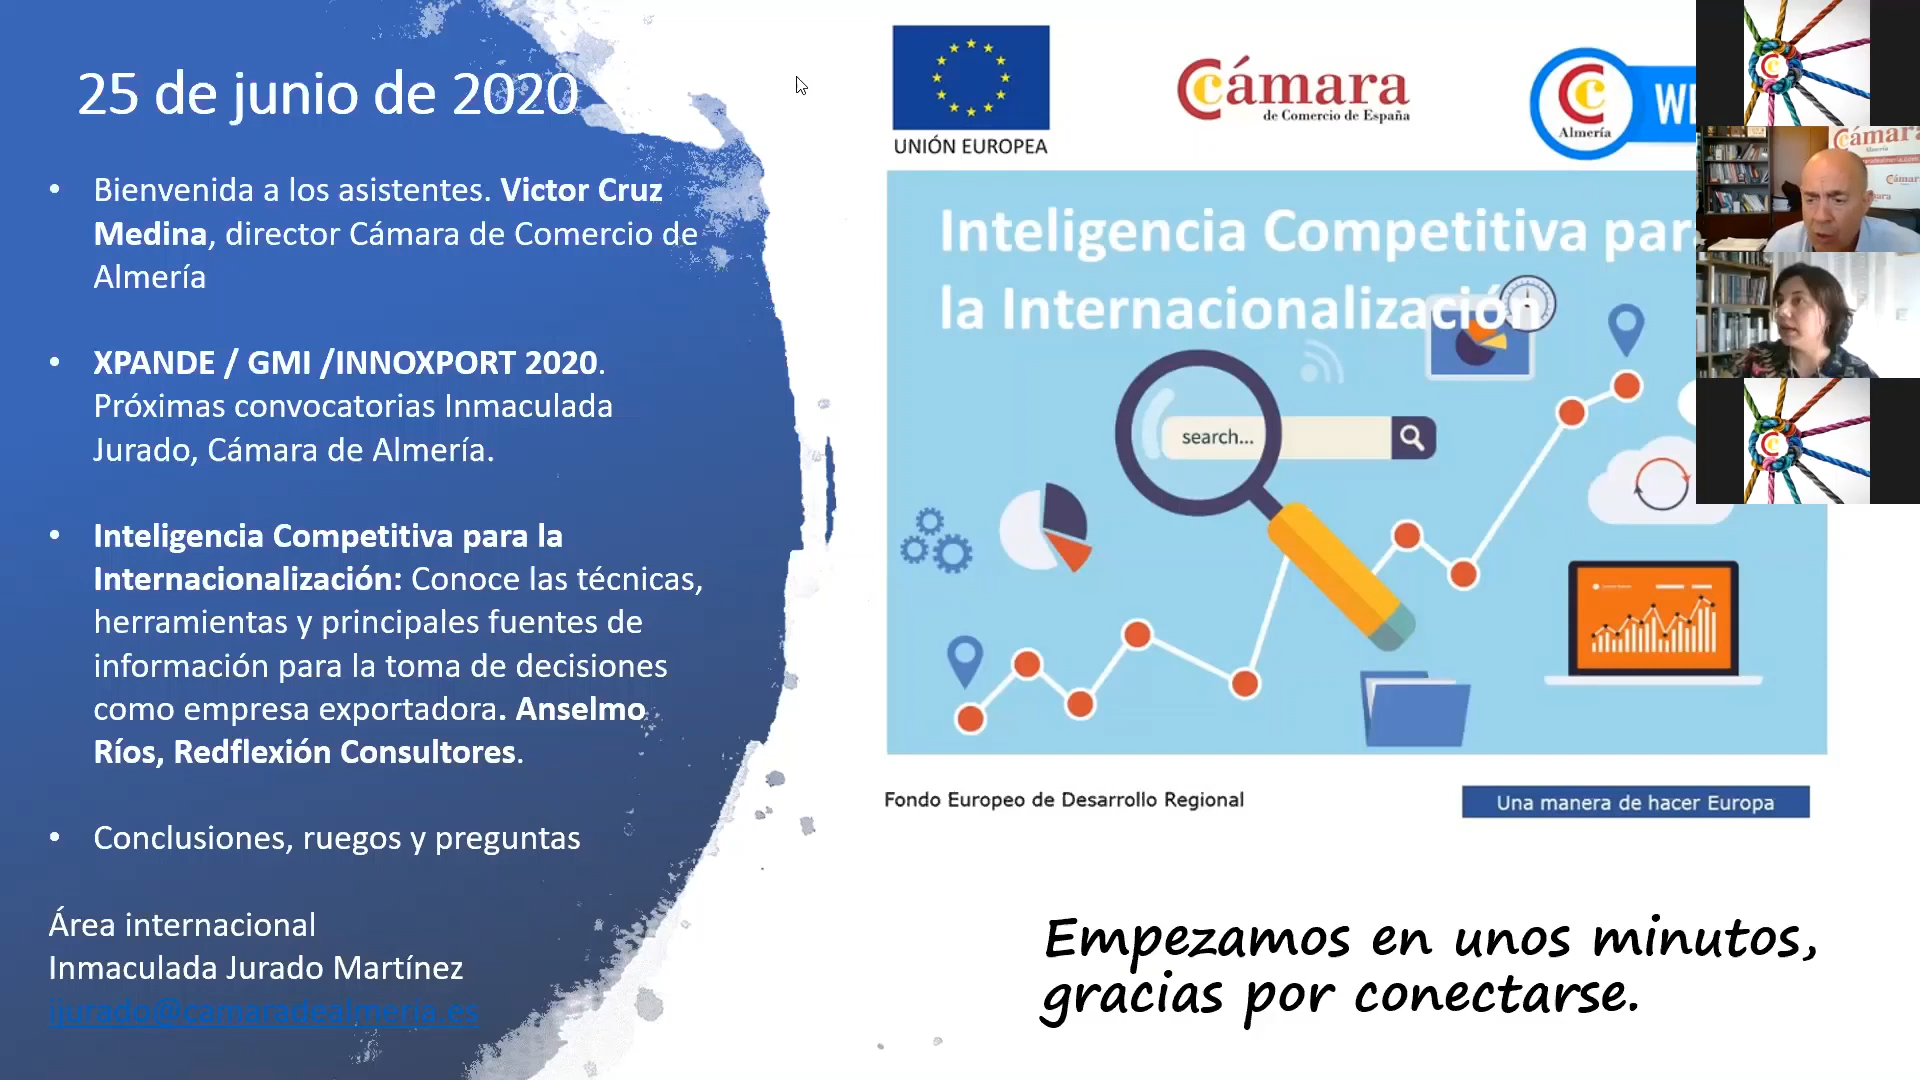 25 de junio de 2020
• Bienvenida a los asistentes. Victor Cruz
Medina, director Cámara de Comercio de
Almería
• XPANDE / GMI /INNOXPORT 2020.
Próximas convocatorias Inmaculada
Jurado, Cámara de Almería.
• Inteligencia Competitiva para la
Internacionalización: Conoce las técnicas,
herramientas y principales fuentes de
información para la toma de decisiones
como empresa exportadora. Anselmo
Ríos, Redflexión Consultores.
• Conclusiones, ruegos y preguntas
Área internacional
Inmaculada Jurado Martínez
ijurado@camaradealmeria.es
UNIÓN EUROPEA
Cámara
de Comercio de España
Almería
Inteligencia Competitiva par
la Internacionalización
search...
Fondo Europeo de Desarrollo Regional
Una manera de hacer Europa
Empezamos en unos minutos,
gracias por conectarse.
Cámara
Almería